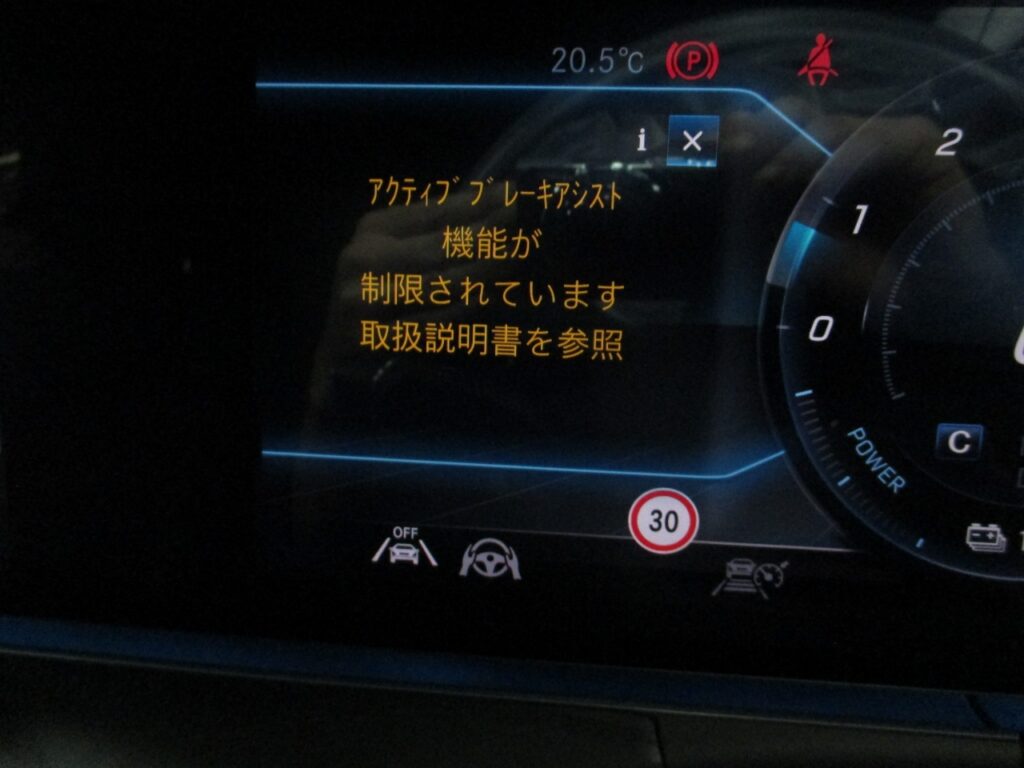 20.5℃
P
i ×
ｱｸﾃｨﾌﾞﾌﾞﾚｰｷｱｼｽﾄ
機能が
制限されています
取扱説明書を参照
2
1
0
POWER
C
30
OFF